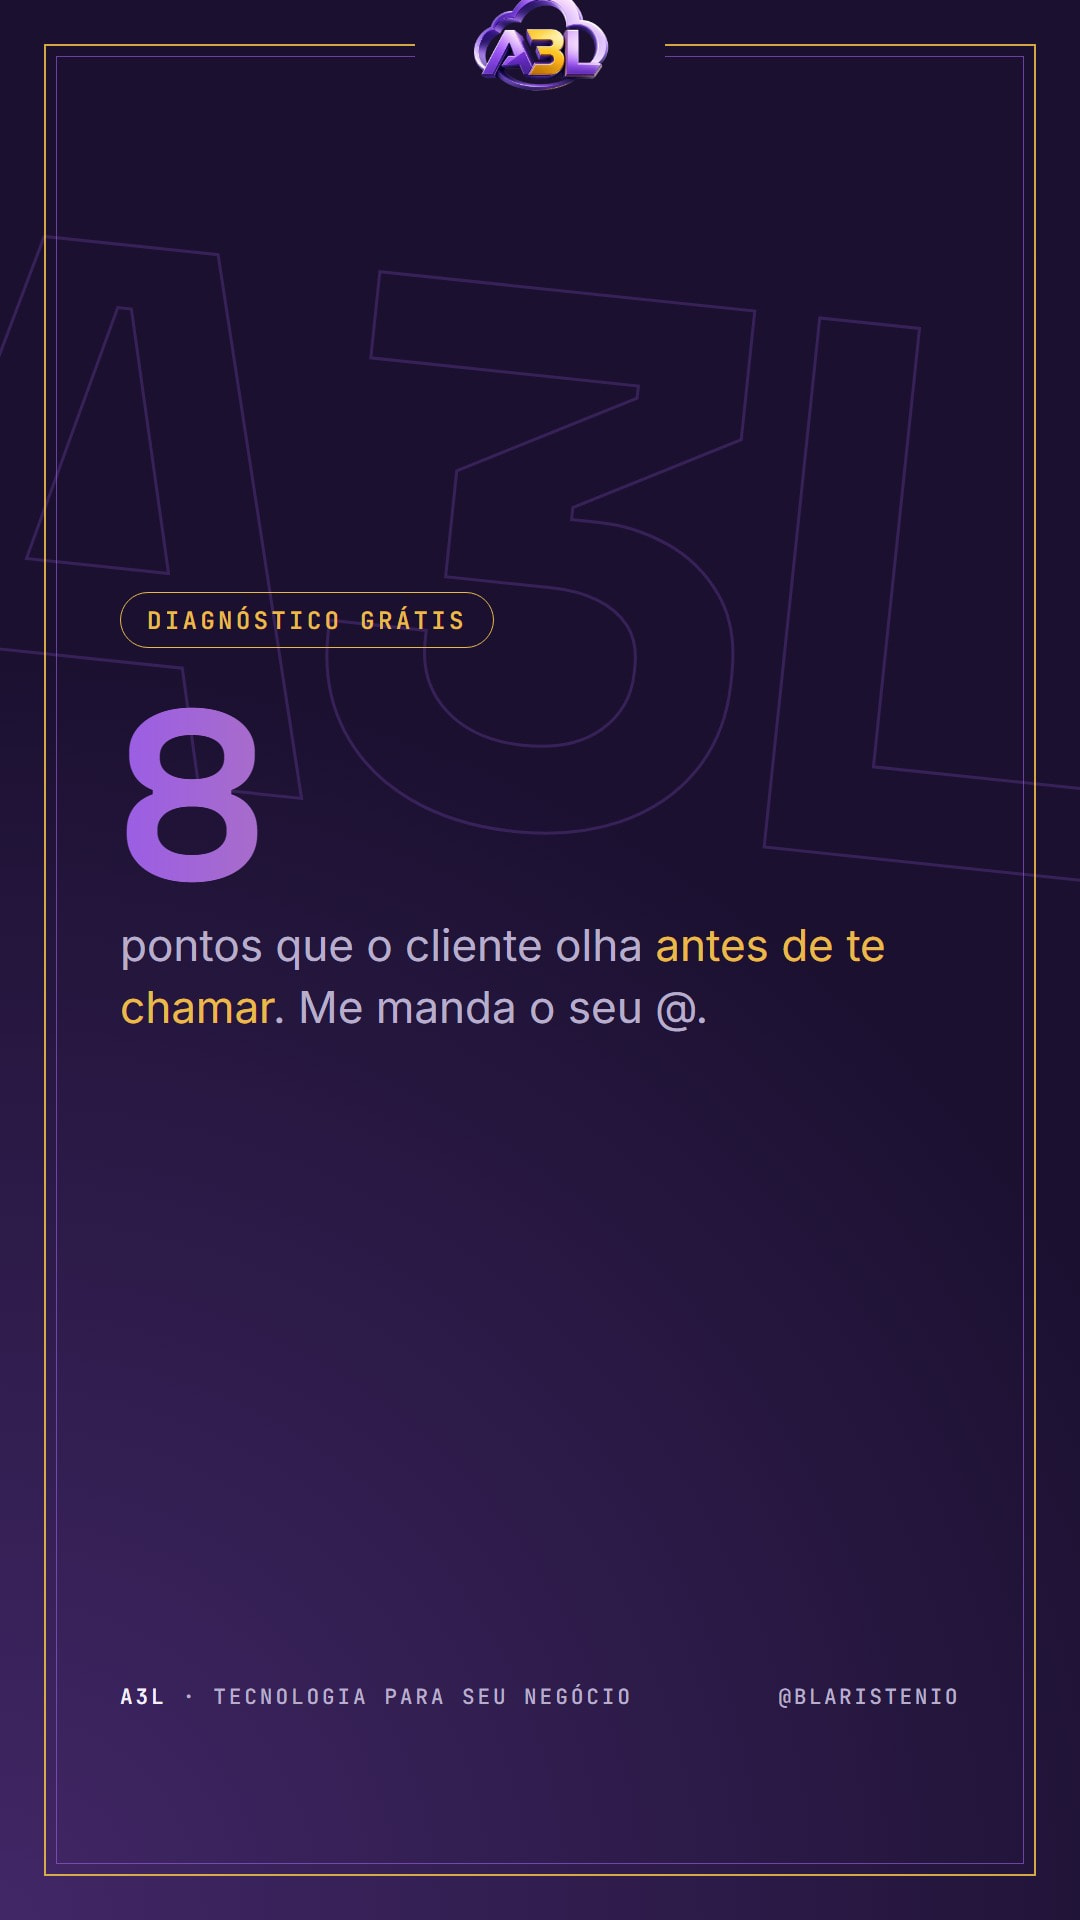 A3L
A3L
DIAGNÓSTICO GRÁTIS
8
pontos que o cliente olha antes de te
chamar. Me manda o seu @.
A3L · TECNOLOGIA PARA SEU NEGÓCIO @BLARISTENIO